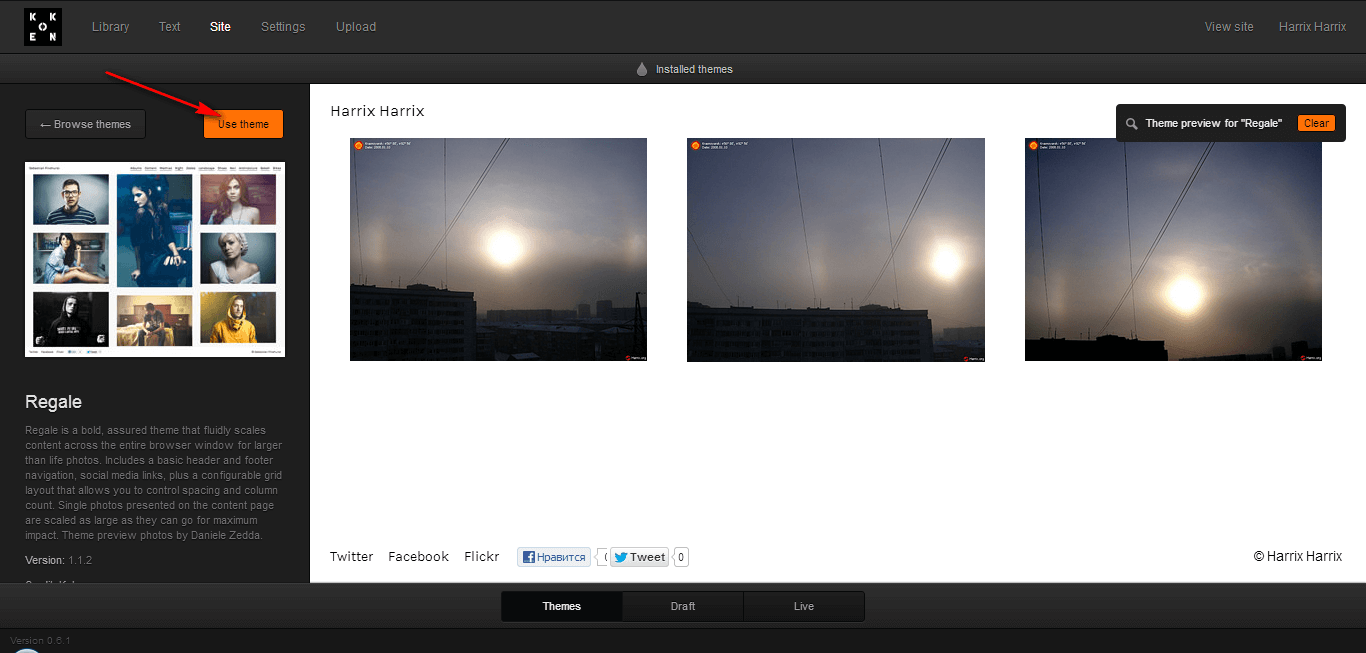 K K
O
E N
Library
Text
Site
Settings
Upload
View site
Harrix Harrix
Installed themes
← Browse themes
Use theme
Harrix Harrix
Theme preview for "Regale"
Clear
Regale
Regale is a bold, assured theme that fluidly scales
content across the entire browser window for larger
than life photos. Includes a basic header and footer
navigation, social media links, plus a configurable grid
layout that allows you to control spacing and column
count. Single photos presented on the content page
are scaled as large as they can go for maximum
impact. Theme preview photos by Daniele Zedda.
Version: 1.1.2
Twitter
Facebook
Flickr
Нравится
Tweet
0
© Harrix Harrix
Themes
Draft
Live
Version 0.6.1